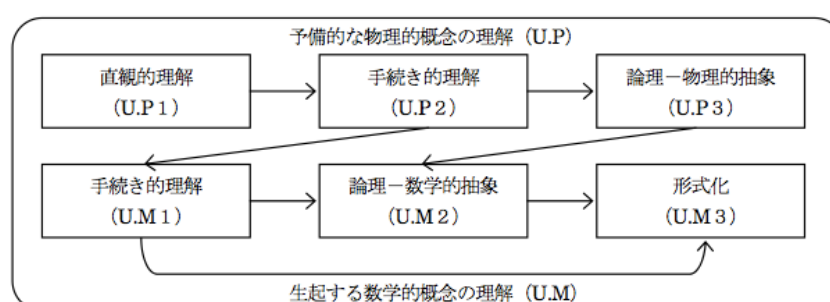 予備的な物理的概念の理解（U.P）
直観的理解
（U.P１）
手続き的理解
（U.P２）
論理－物理的抽象
（U.P３）
手続き的理解
（U.M１）
論理－数学的抽象
（U.M２）
形式化
（U.M３）
生起する数学的概念の理解（U.M）